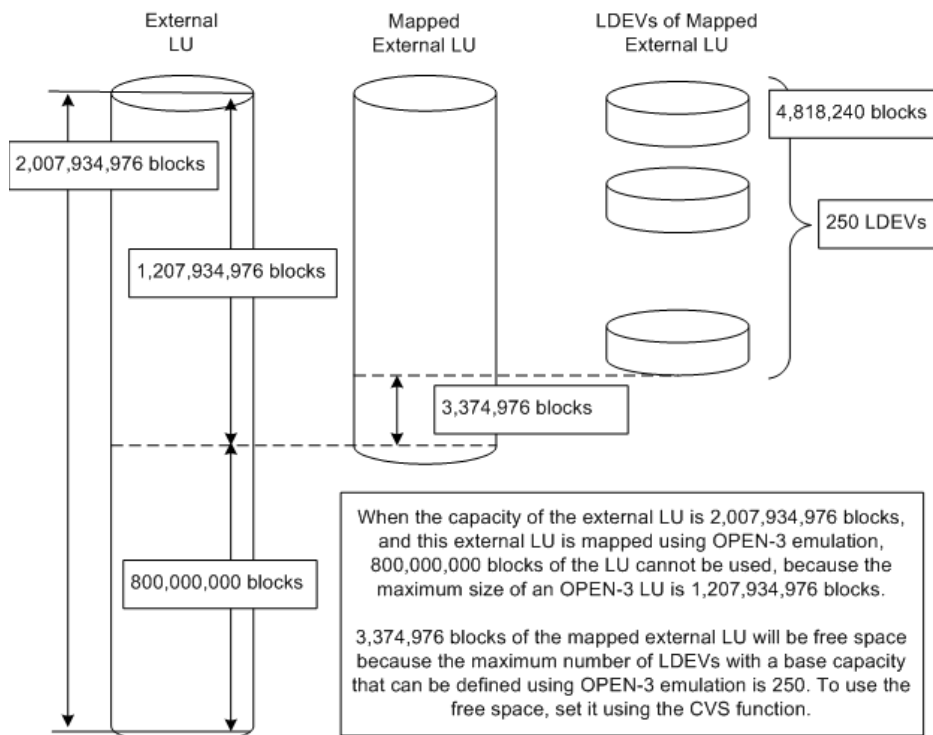 External
LU
Mapped
External LU
LDEVs of Mapped
External LU
4,818,240 blocks
2,007,934,976 blocks
250 LDEVs
1,207,934,976 blocks
3,374,976 blocks
800,000,000 blocks
When the capacity of the external LU is 2,007,934,976 blocks,
and this external LU is mapped using OPEN-3 emulation,
800,000,000 blocks of the LU cannot be used, because the
maximum size of an OPEN-3 LU is 1,207,934,976 blocks.
3,374,976 blocks of the mapped external LU will be free space
because the maximum number of LDEVs with a base capacity
that can be defined using OPEN-3 emulation is 250. To use the
free space, set it using the CVS function.